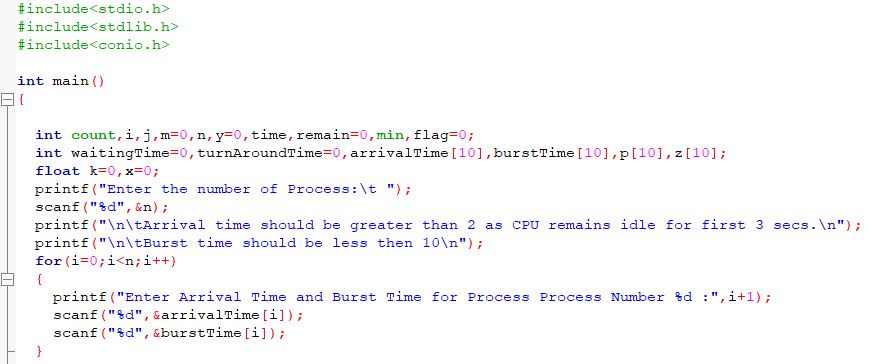 #include<stdio.h>
#include<stdlib.h>
#include<conio.h>
int main()
{
int count,i,j,m=0,n,y=0,time,remain=0,min,flag=0;
int waitingTime=0,turnAroundTime=0,arrivalTime[10],burstTime[10],p[10],z[10];
float k=0,x=0;
printf("Enter the number of Process:\t ");
scanf("%d",&n);
printf("\n\tArrival time should be greater than 2 as CPU remains idle for first 3 secs.\n");
printf("\n\tBurst time should be less then 10\n");
for(i=0;i<n;i++)
{
printf("Enter Arrival Time and Burst Time for Process Process Number %d :",i+1);
scanf("%d",&arrivalTime[i]);
scanf("%d",&burstTime[i]);
}